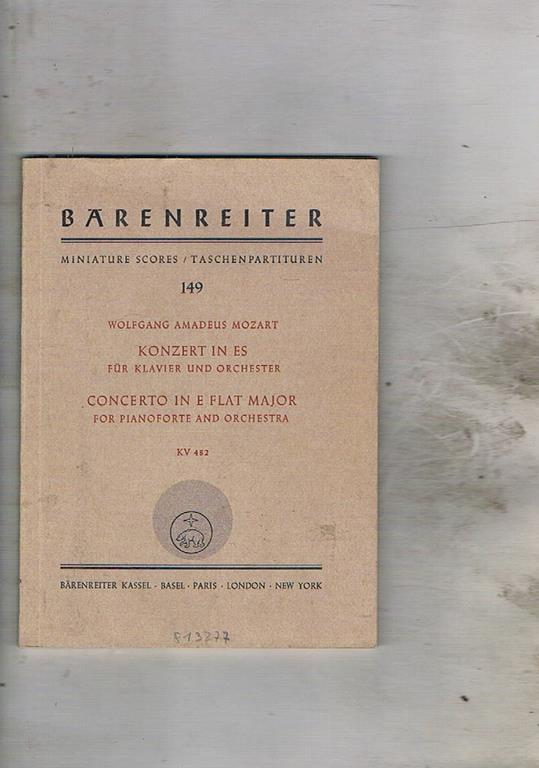 BÄRENREITER
MINIATURE SCORES / TASCHENPARTITUREN
149
WOLFGANG AMADEUS MOZART
KONZERT IN ES
FÜR KLAVIER UND ORCHESTER
CONCERTO IN E FLAT MAJOR
FOR PIANOFORTE AND ORCHESTRA
KV 482
BÄRENREITER KASSEL · BASEL · PARIS · LONDON · NEW YORK
813277